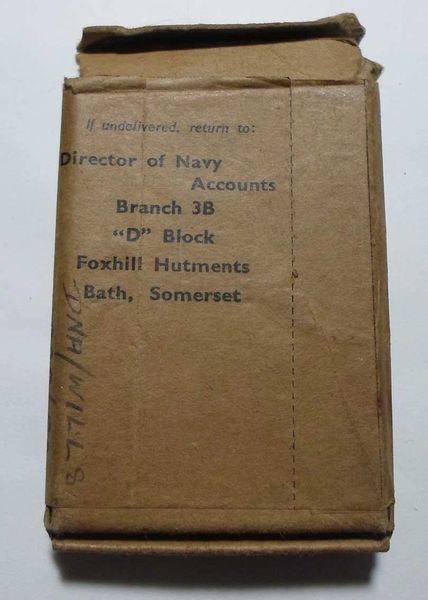 If undelivered, return to:
Director of Navy
Accounts
Branch 3B
“D” Block
Foxhill Hutments
Bath, Somerset
DNA/WILLS